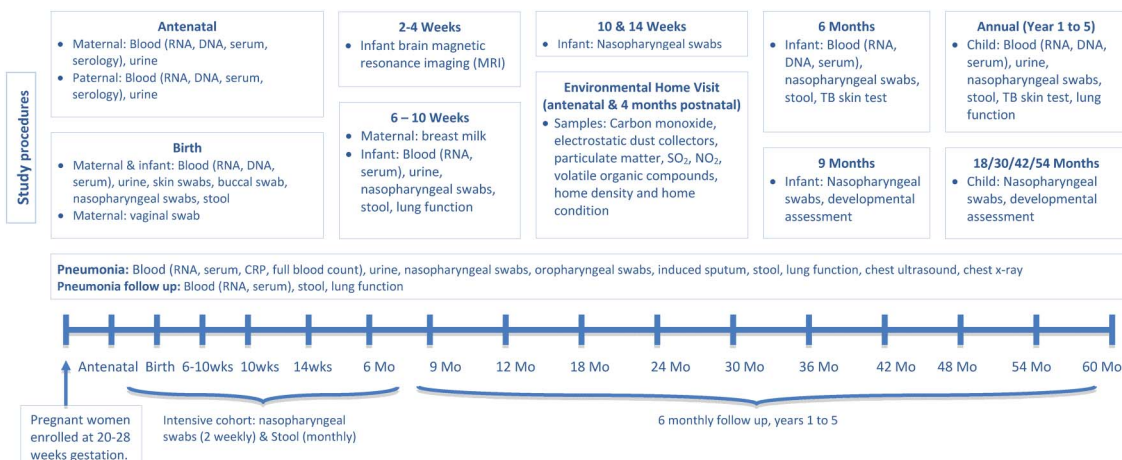 Study procedures
Antenatal
• Maternal: Blood (RNA, DNA, serum,
serology), urine
• Paternal: Blood (RNA, DNA, serum,
serology), urine
Birth
• Maternal & infant: Blood (RNA, DNA,
serum), urine, skin swabs, buccal swab,
nasopharyngeal swabs, stool
• Maternal: vaginal swab
2-4 Weeks
• Infant brain magnetic
resonance imaging (MRI)
6 – 10 Weeks
• Maternal: breast milk
• Infant: Blood (RNA,
serum), urine,
nasopharyngeal swabs,
stool, lung function
10 & 14 Weeks
• Infant: Nasopharyngeal swabs
Environmental Home Visit
(antenatal & 4 months postnatal)
• Samples: Carbon monoxide,
electrostatic dust collectors,
particulate matter, SO₂, NO₂,
volatile organic compounds,
home density and home
condition
6 Months
• Infant: Blood (RNA,
DNA, serum),
nasopharyngeal swabs,
stool, TB skin test
9 Months
• Infant: Nasopharyngeal
swabs, developmental
assessment
Annual (Year 1 to 5)
• Child: Blood (RNA, DNA,
serum), urine,
nasopharyngeal swabs,
stool, TB skin test, lung
function
18/30/42/54 Months
• Child: Nasopharyngeal
swabs, developmental
assessment
Pneumonia: Blood (RNA, serum, CRP, full blood count), urine, nasopharyngeal swabs, oropharyngeal swabs, induced sputum, stool, lung function, chest ultrasound, chest x-ray
Pneumonia follow up: Blood (RNA, serum), stool, lung function
Antenatal Birth 6-10wks 10wks 14wks 6 Mo 9 Mo 12 Mo 18 Mo 24 Mo 30 Mo 36 Mo 42 Mo 48 Mo 54 Mo 60 Mo
Pregnant women
enrolled at 20-28
weeks gestation.
Intensive cohort: nasopharyngeal
swabs (2 weekly) & Stool (monthly)
6 monthly follow up, years 1 to 5